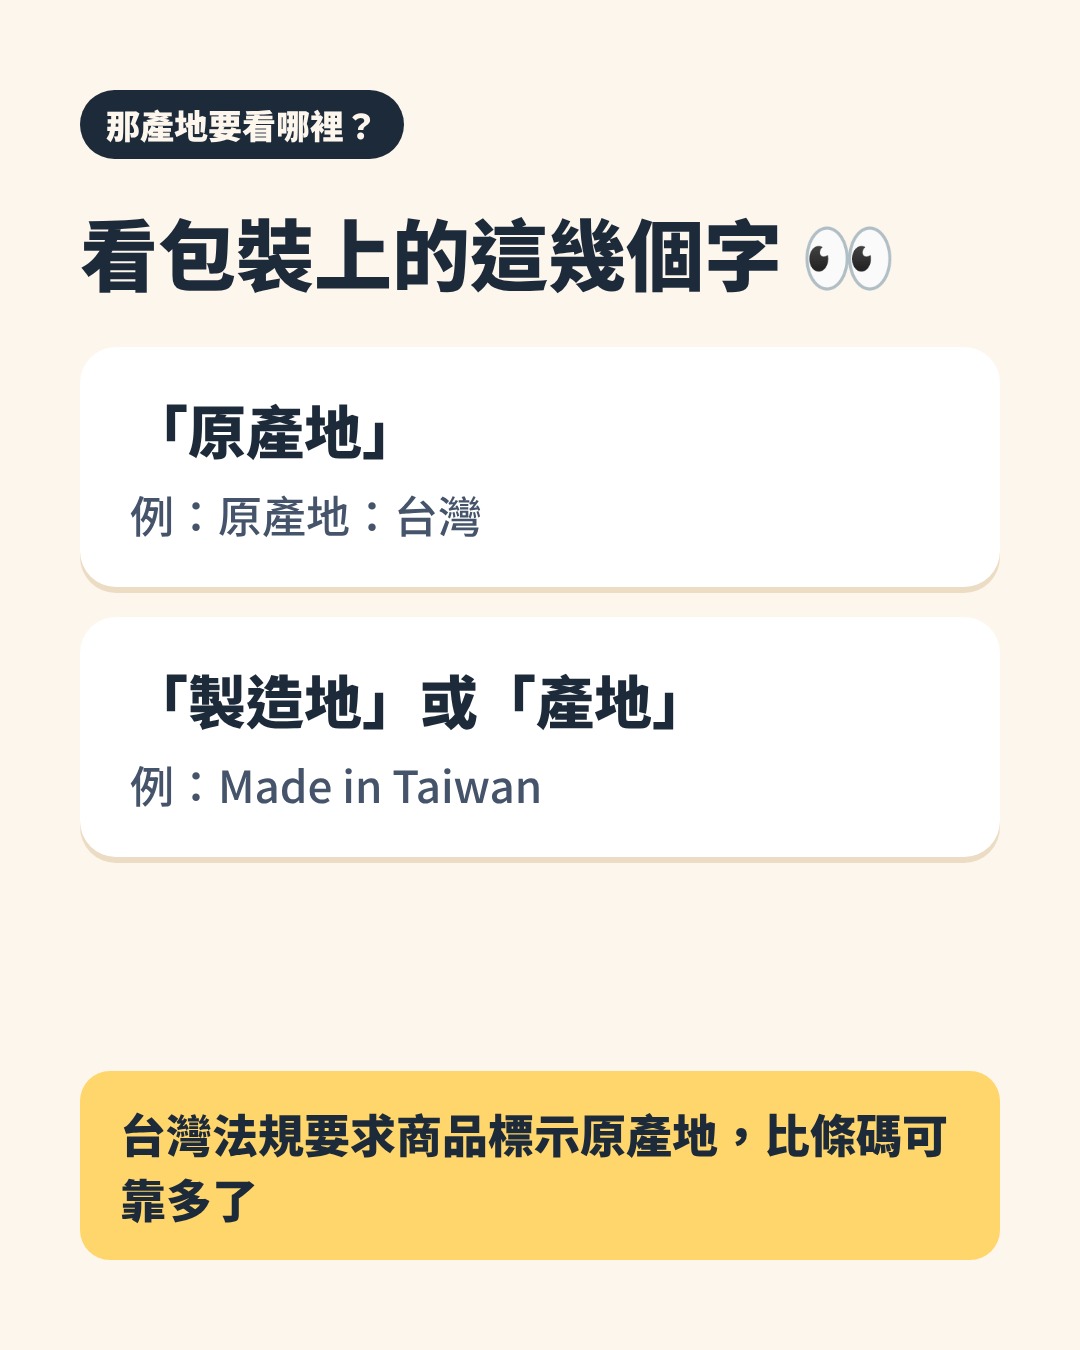 那產地要看哪裡？
看包裝上的這幾個字 👀
「原產地」
例：原產地：台灣
「製造地」或「產地」
例：Made in Taiwan
台灣法規要求商品標示原產地，比條碼可
靠多了